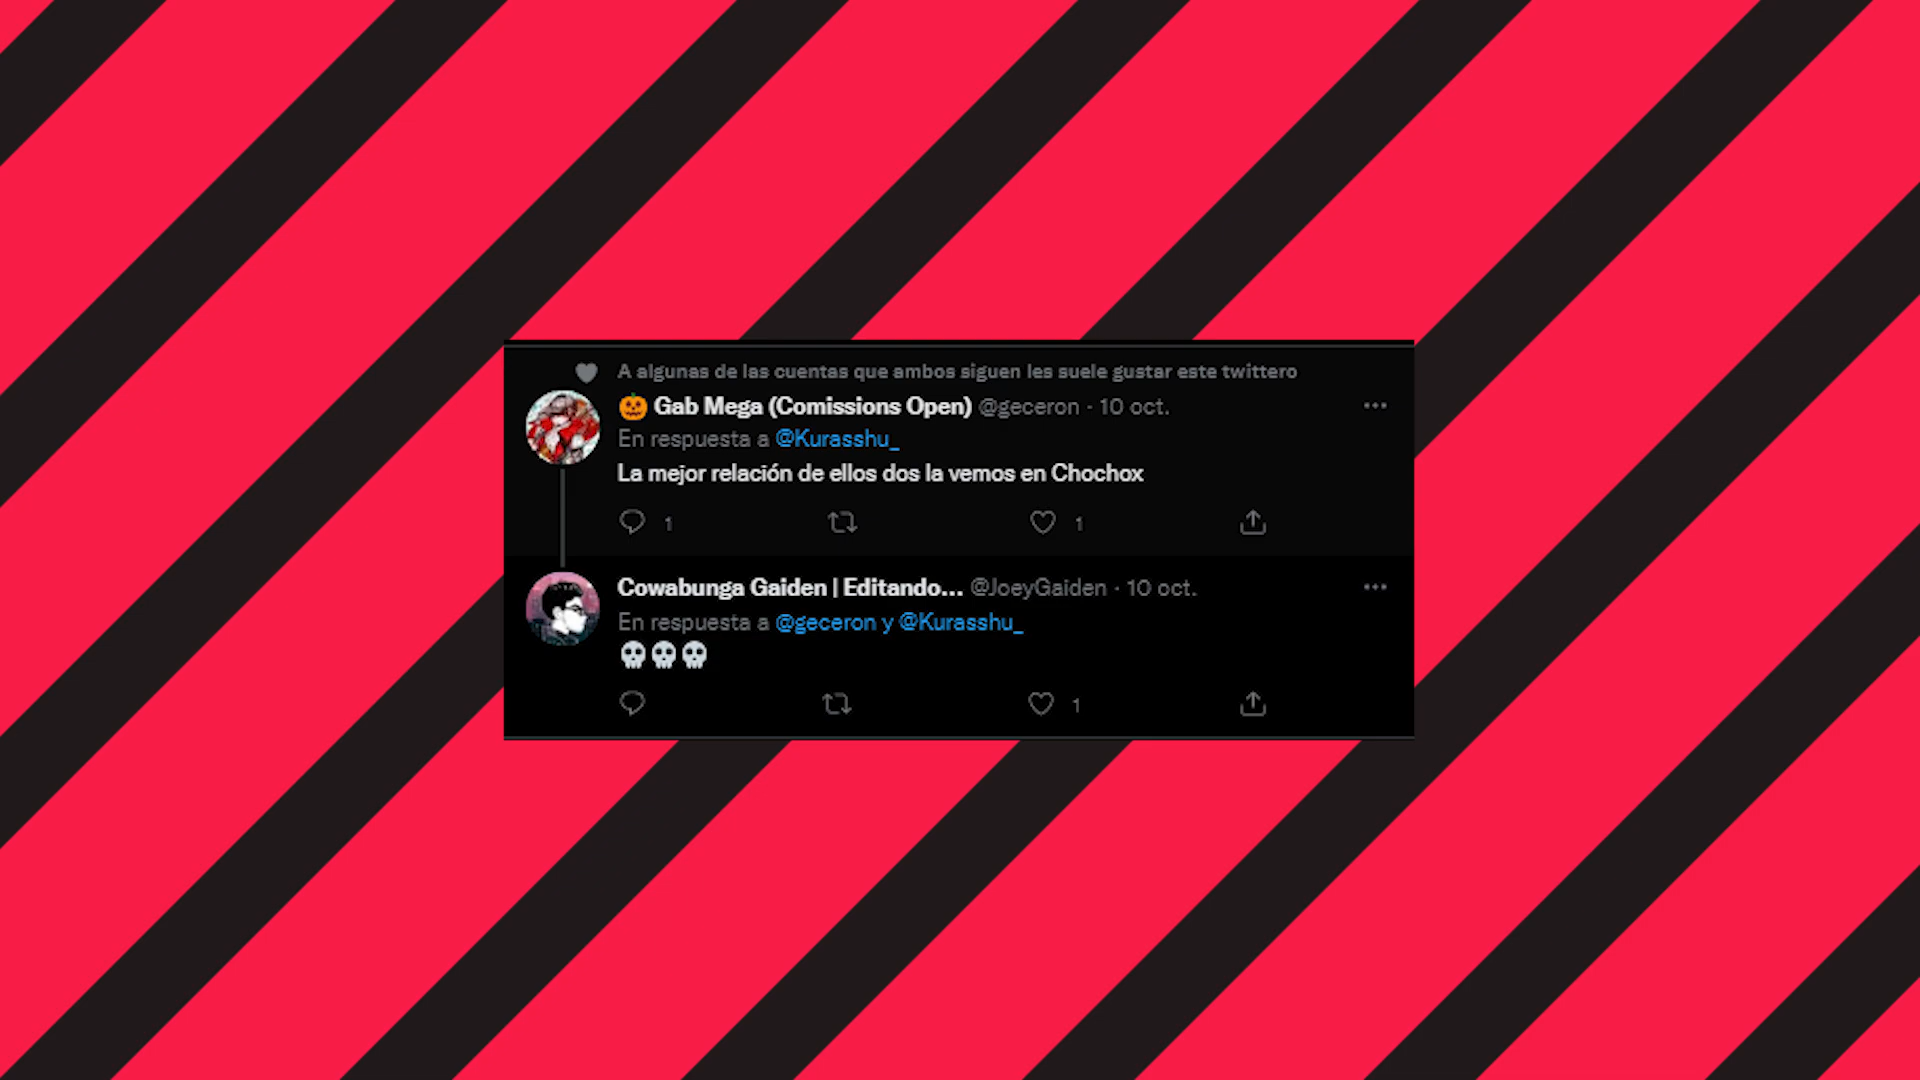 A algunas de las cuentas que ambos siguen les suele gustar este twittero
🎃 Gab Mega (Comissions Open) @geceron · 10 oct.
En respuesta a @Kurasshu_
La mejor relación de ellos dos la vemos en Chochox
1 1
Cowabunga Gaiden | Editando... @JoeyGaiden · 10 oct.
En respuesta a @geceron y @Kurasshu_
💀💀💀
1